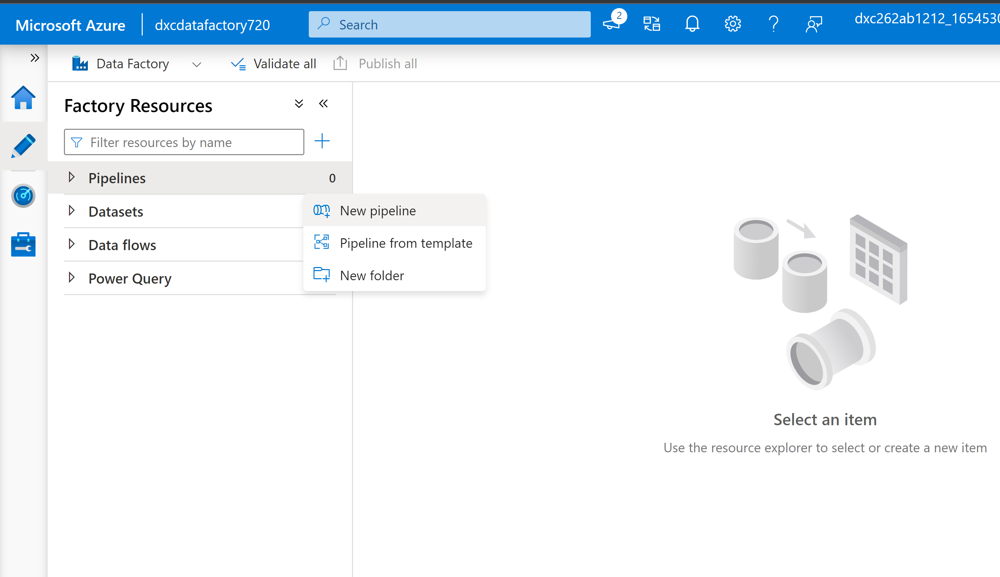 Microsoft Azure
dxcdatafactory720
Search
2
dxc262ab1212_165453
Data Factory
Validate all
Publish all
Factory Resources
Filter resources by name
Pipelines 0
Datasets
Data flows
Power Query
New pipeline
Pipeline from template
New folder
Select an item
Use the resource explorer to select or create a new item